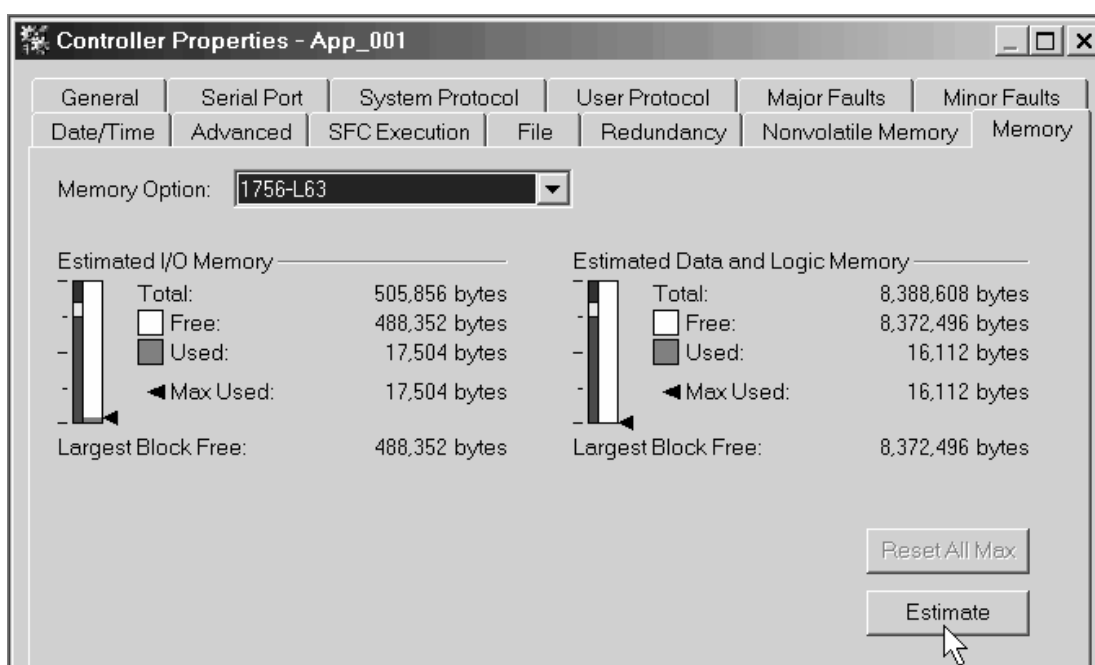 Controller Properties - App_001
General Serial Port System Protocol User Protocol Major Faults Minor Faults
Date/Time Advanced SFC Execution File Redundancy Nonvolatile Memory Memory
Memory Option: 1756-L63
Estimated I/O Memory
Total: 505,856 bytes
Free: 488,352 bytes
Used: 17,504 bytes
Max Used: 17,504 bytes
Largest Block Free: 488,352 bytes
Estimated Data and Logic Memory
Total: 8,388,608 bytes
Free: 8,372,496 bytes
Used: 16,112 bytes
Max Used: 16,112 bytes
Largest Block Free: 8,372,496 bytes
Reset All Max
Estimate